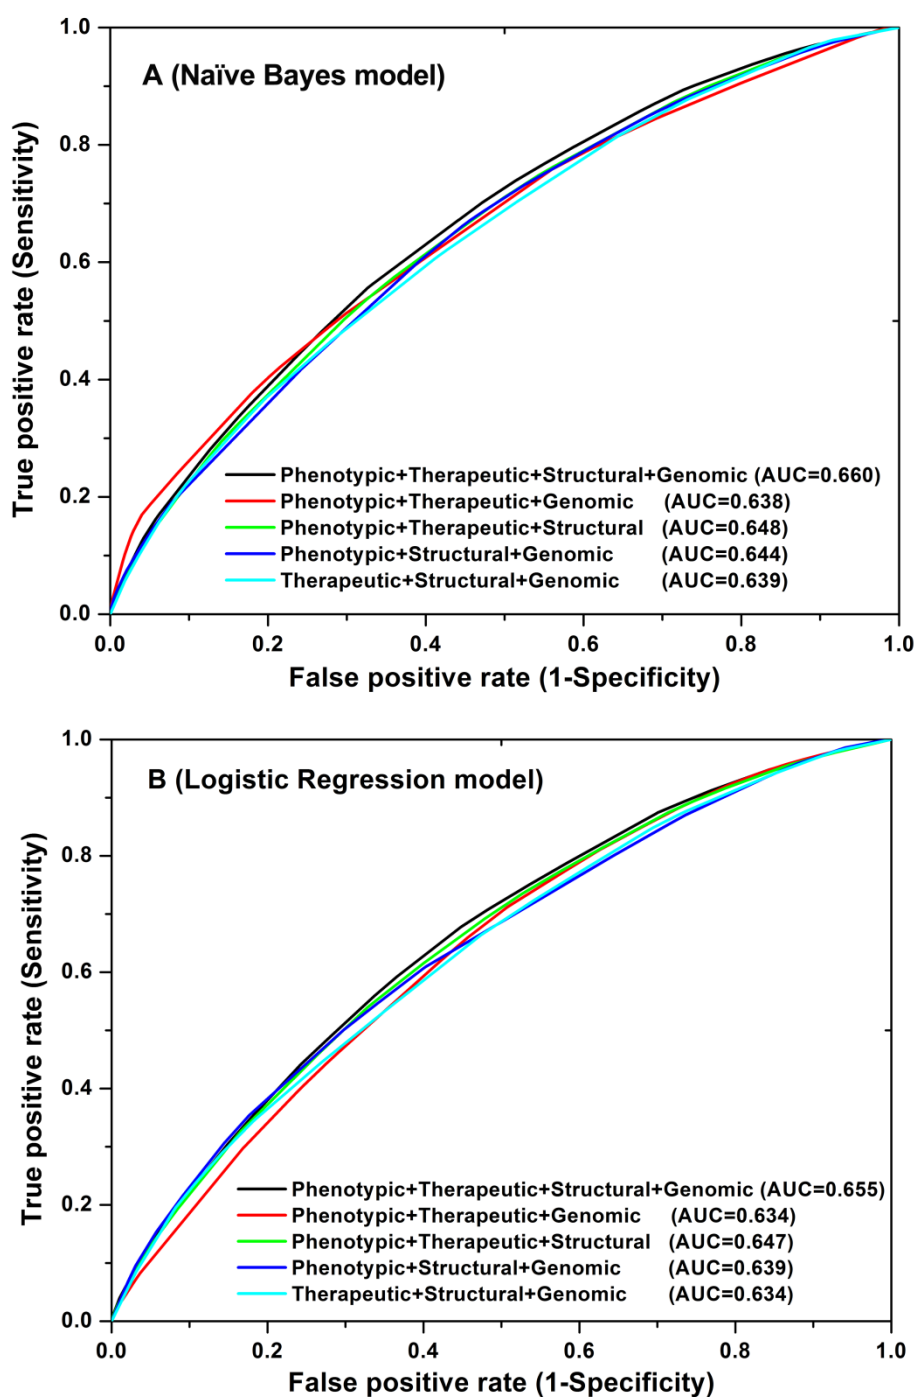 A (Naïve Bayes model)
True positive rate (Sensitivity)
1.0
0.8
0.6
0.4
0.2
0.0
Phenotypic+Therapeutic+Structural+Genomic (AUC=0.660)
Phenotypic+Therapeutic+Genomic (AUC=0.638)
Phenotypic+Therapeutic+Structural (AUC=0.648)
Phenotypic+Structural+Genomic (AUC=0.644)
Therapeutic+Structural+Genomic (AUC=0.639)
0.0 0.2 0.4 0.6 0.8 1.0
False positive rate (1-Specificity)
B (Logistic Regression model)
True positive rate (Sensitivity)
1.0
0.8
0.6
0.4
0.2
0.0
Phenotypic+Therapeutic+Structural+Genomic (AUC=0.655)
Phenotypic+Therapeutic+Genomic (AUC=0.634)
Phenotypic+Therapeutic+Structural (AUC=0.647)
Phenotypic+Structural+Genomic (AUC=0.639)
Therapeutic+Structural+Genomic (AUC=0.634)
0.0 0.2 0.4 0.6 0.8 1.0
False positive rate (1-Specificity)